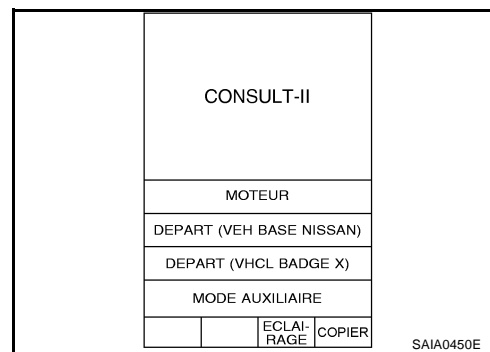 CONSULT-II
MOTEUR
DEPART (VEH BASE NISSAN)
DEPART (VHCL BADGE X)
MODE AUXILIAIRE
ECLAI-
RAGE
COPIER
SAIA0450E